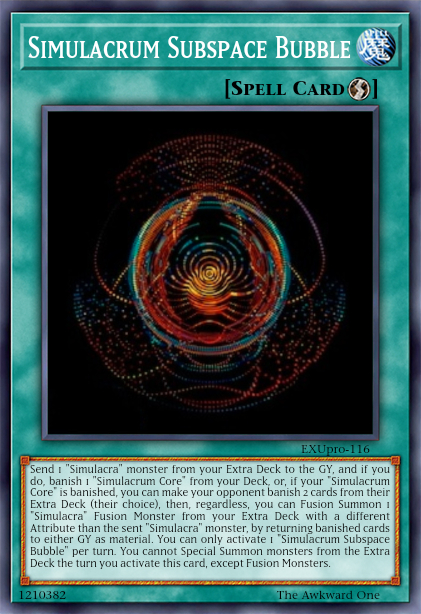 Simulacrum Subspace Bubble 魔
[Spell Card]
EXUpro-116
Send 1 "Simulacra" monster from your Extra Deck to the GY, and if you
do, banish 1 "Simulacrum Core" from your Deck, or, if your "Simulacrum
Core" is banished, you can make your opponent banish 2 cards from their
Extra Deck (their choice), then, regardless, you can Fusion Summon 1
"Simulacra" Fusion Monster from your Extra Deck with a different
Attribute than the sent "Simulacra" monster, by returning banished cards
to either GY as material. You can only activate 1 "Simulacrum Subspace
Bubble" per turn. You cannot Special Summon monsters from the Extra
Deck the turn you activate this card, except Fusion Monsters.
1210382 The Awkward One